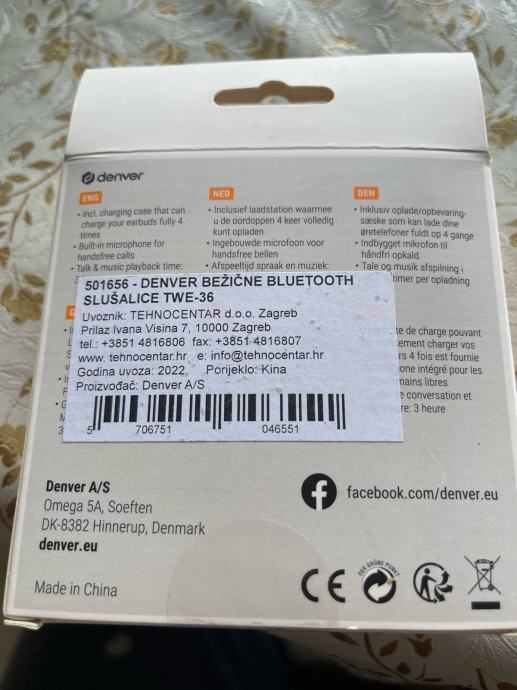 denver
ENG
• Incl. charging case that can
charge your earbuds fully 4
times
• Built-in microphone for
handsfree calls
• Talk & music playback time:
NED
• Inclusief laadstation waarmee
u de oordoppen 4 keer volledig
kunt opladen
• Ingebouwde microfoon voor
handsfree bellen
• Afspeeltijd spraak en muziek:
DEN
• Inklusiv oplade/opbevaring-
sæske som kan lade dine
øretelefoner fuldt op 4 gange
• Indbygget mikrofon til
håndfri opkald
• Tale og musik afspilning i
timer per opladning
501656 - DENVER BEŽIČNE BLUETOOTH
SLUŠALICE TWE-36
Uvoznik: TEHNOCENTAR d.o.o. Zagreb
Prilaz Ivana Visina 7, 10000 Zagreb
tel.: +3851 4816806 fax: +3851 4816807
www. tehnocentar.hr e: info@tehnocentar.hr
Godina uvoza: 2022. Porijeklo: Kina
Proizvođač: Denver A/S
5 706751 046551
te de charge pouvant
ement charger vos
rs 4 fois est fournie
one intégré pour les
mains libres
e conversation et
re: 3 heure
Denver A/S
Omega 5A, Soeften
DK-8382 Hinnerup, Denmark
denver.eu
facebook.com/denver.eu
Made in China
CE
DER GRÜNE PUNKT